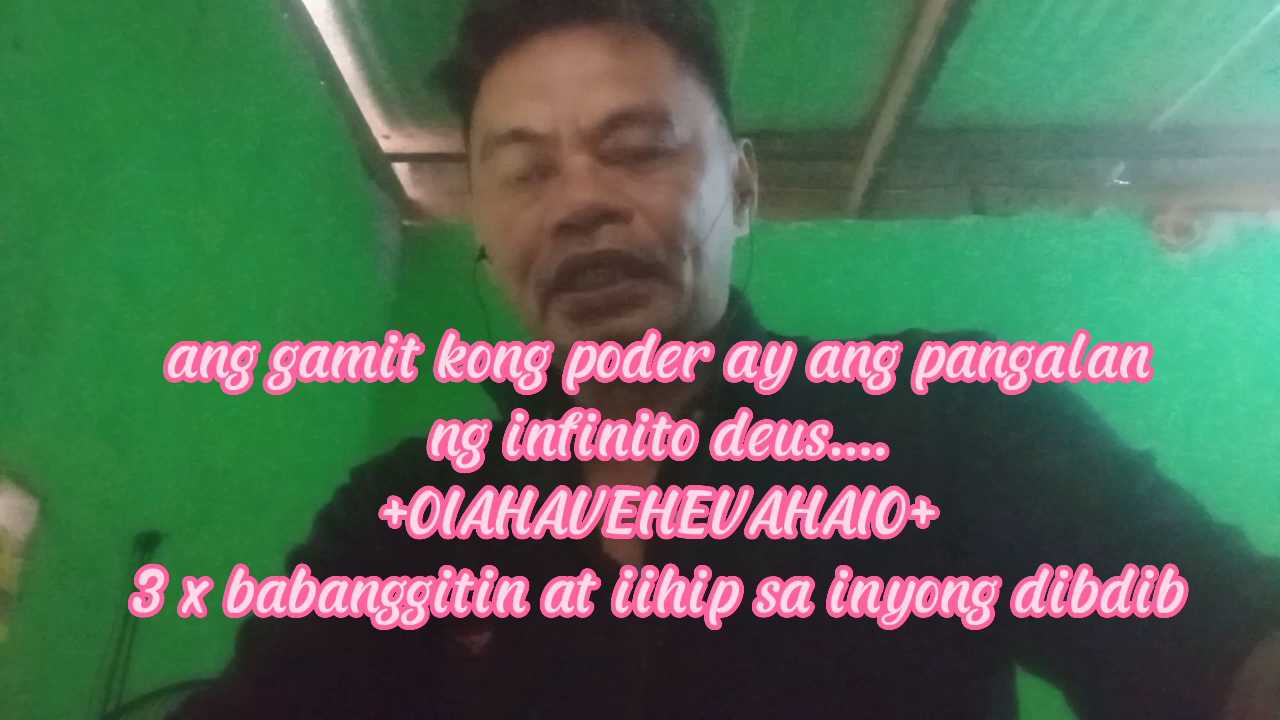 ang gamit kong poder ay ang pangalan
ng infinito deus....
+OIAHAVEHEVAHAIO+
3 x babanggitin at iihip sa inyong dibdib